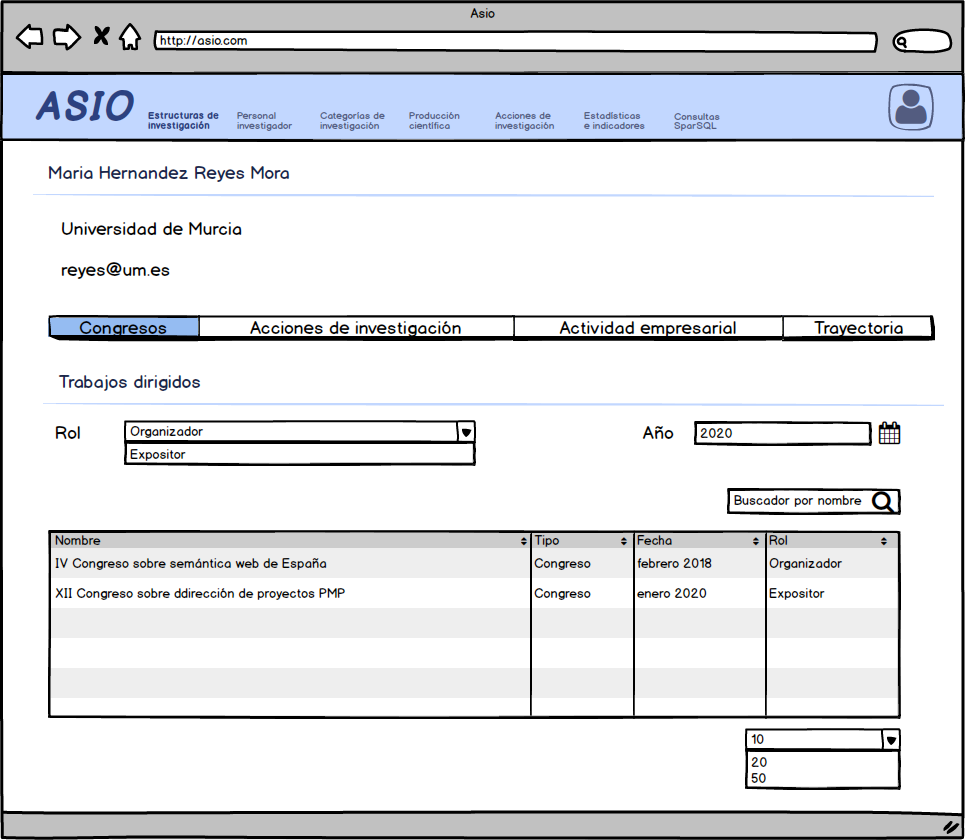 Asio
http://asio.com
ASIO
Estructuras de
investigación
Personal
investigador
Categorías de
investigación
Producción
científica
Acciones de
investigación
Estadísticas
e indicadores
Consultas
SparSQL
Maria Hernandez Reyes Mora
Universidad de Murcia
reyes@um.es
Congresos Acciones de investigación Actividad empresarial Trayectoria
Trabajos dirigidos
Rol Organizador Año 2020
Expositor
Buscador por nombre
Nombre Tipo Fecha Rol
IV Congreso sobre semántica web de España Congreso febrero 2018 Organizador
XII Congreso sobre ddirección de proyectos PMP Congreso enero 2020 Expositor
10
20
50